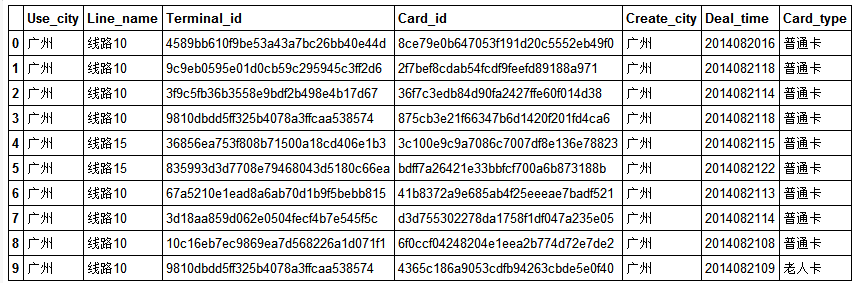 Use_city Line_name Terminal_id Card_id Create_city Deal_time Card_type
0 广州 线路10 4589bb610f9be53a43a7bc26bb40e44d 8ce79e0b647053f191d20c5552eb49f0 广州 2014082016 普通卡
1 广州 线路10 9c9eb0595e01d0cb59c295945c3ff2d6 2f7bef8cdab54fcdf9feefd89188a971 广州 2014082118 普通卡
2 广州 线路10 3f9c5fb36b3558e9bdf2b498e4b17d67 36f7c3edb84d90fa2427ffe60f014d38 广州 2014082114 普通卡
3 广州 线路10 9810dbdd5ff325b4078a3ffcaa538574 875cb3e21f66347b6d1420f201fd4ca6 广州 2014082118 普通卡
4 广州 线路15 36856ea753f808b71500a18cd406e1b3 3c100e9c9a7086c7007df8e136e78823 广州 2014082115 普通卡
5 广州 线路15 835993d3d7708e79468043d5180c66ea bdff7a26421e33bbfcf700a6b873188b 广州 2014082122 普通卡
6 广州 线路10 67a5210e1ead8a6ab70d1b9f5bebb815 41b8372a9e685ab4f25eeeae7badf521 广州 2014082113 普通卡
7 广州 线路10 3d18aa859d062e0504fecf4b7e545f5c d3d755302278da1758f1df047a235e05 广州 2014082114 普通卡
8 广州 线路10 10c16eb7ec9869ea7d568226a1d071f1 6f0ccf04248204e1eea2b774d72e7de2 广州 2014082108 普通卡
9 广州 线路10 9810dbdd5ff325b4078a3ffcaa538574 4365c186a9053cdfb94263cbde5e0f40 广州 2014082109 老人卡